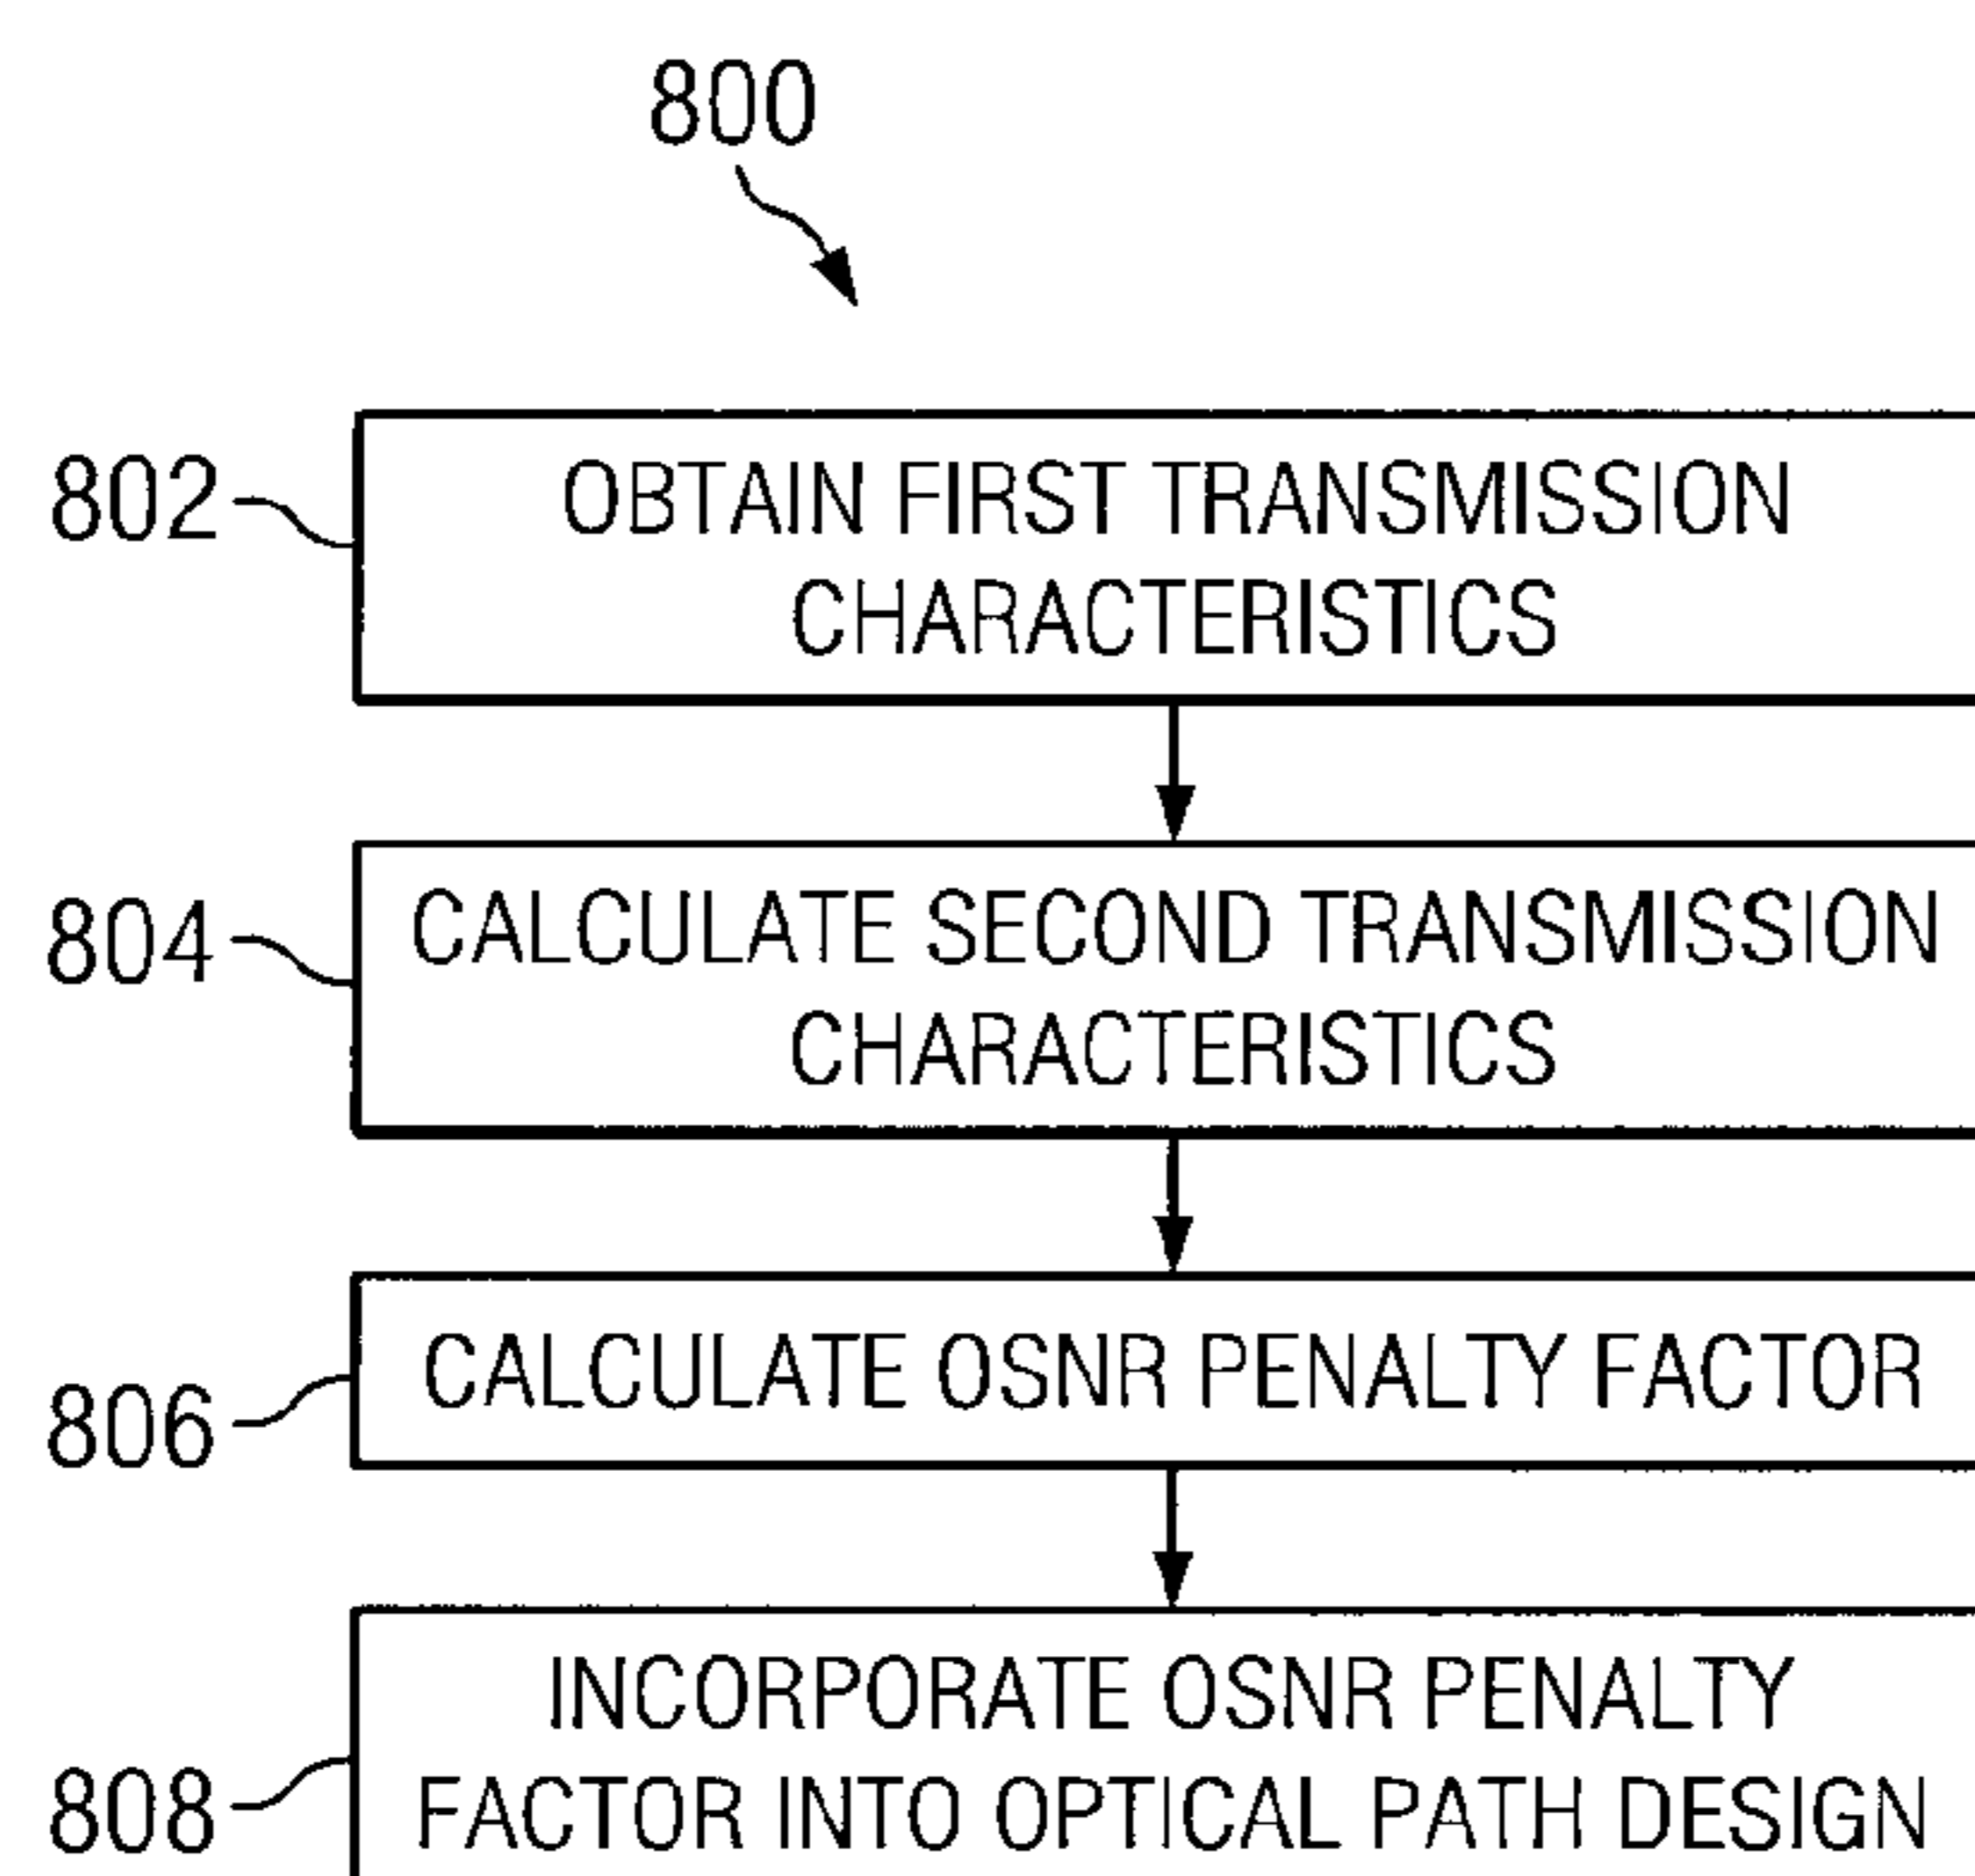 800
802
OBTAIN FIRST TRANSMISSION
CHARACTERISTICS
804
CALCULATE SECOND TRANSMISSION
CHARACTERISTICS
806
CALCULATE OSNR PENALTY FACTOR
808
INCORPORATE OSNR PENALTY
FACTOR INTO OPTICAL PATH DESIGN